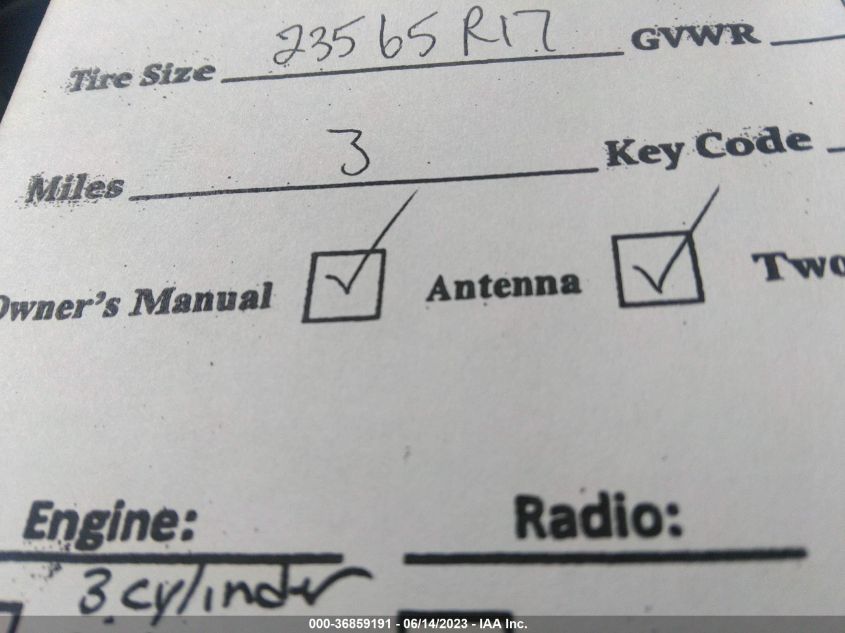 Tire Size 235 65 R17 GVWR
Miles 3 Key Code
Owner's Manual Antenna Two
Engine: Radio:
3 cylinder
000-36859191 - 06/14/2023 - IAA Inc.